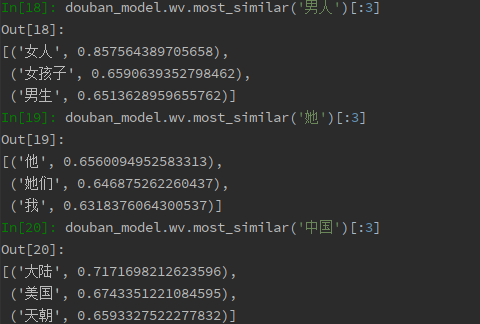 In[18]: douban_model.wv.most_similar('男人')[:3]
Out[18]:
[('女人', 0.857564389705658),
 ('女孩子', 0.6590639352798462),
 ('男生', 0.6513628959655762)]
In[19]: douban_model.wv.most_similar('她')[:3]
Out[19]:
[('他', 0.6560094952583313),
 ('她们', 0.646875262260437),
 ('我', 0.6318376064300537)]
In[20]: douban_model.wv.most_similar('中国')[:3]
Out[20]:
[('大陆', 0.7171698212623596),
 ('美国', 0.6743351221084595),
 ('天朝', 0.6593327522277832)]